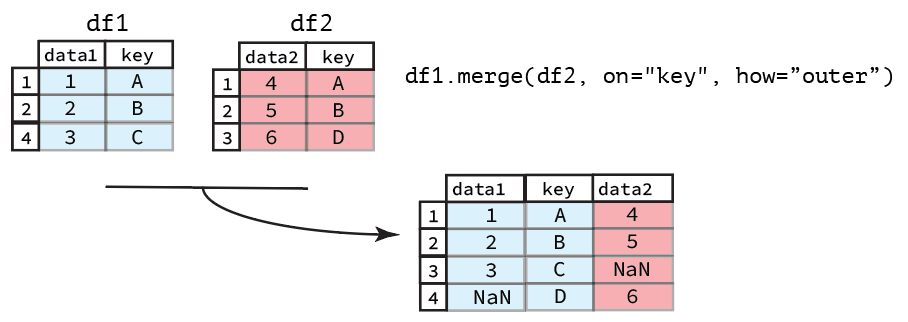 df1 df2
data1 key data2 key
1 1 A 1 4 A
2 2 B 2 5 B
4 3 C 3 6 D
df1.merge(df2, on="key", how=”outer”)
data1 key data2
1 1 A 4
2 2 B 5
3 3 C NaN
4 NaN D 6